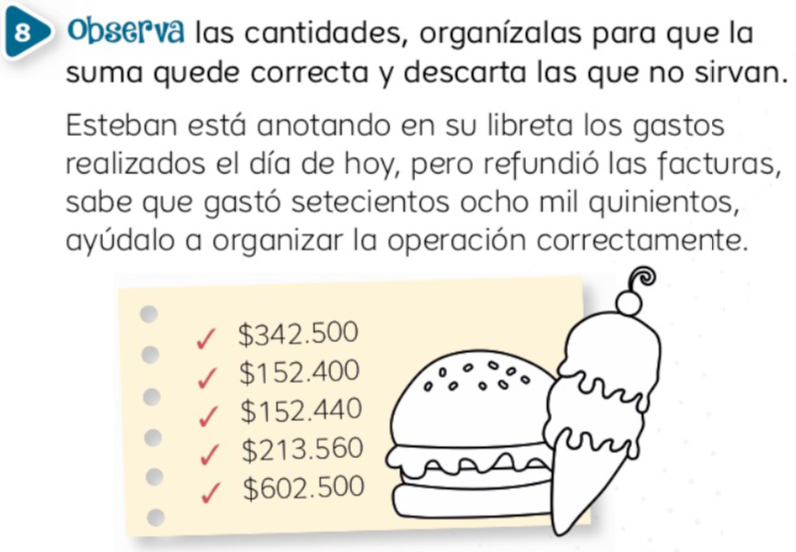 8 Observa las cantidades, organízalas para que la
suma quede correcta y descarta las que no sirvan.
Esteban está anotando en su libreta los gastos
realizados el día de hoy, pero refundió las facturas,
sabe que gastó setecientos ocho mil quinientos,
ayúdalo a organizar la operación correctamente.
✓ $342.500
✓ $152.400
✓ $152.440
✓ $213.560
✓ $602.500